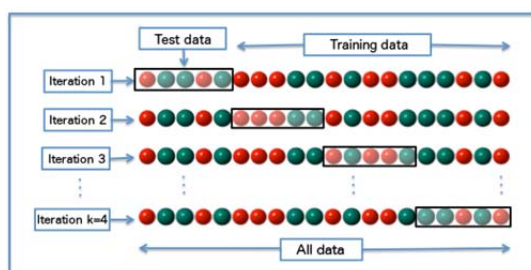 Test data
Training data
Iteration 1
Iteration 2
Iteration 3
Iteration k=4
All data